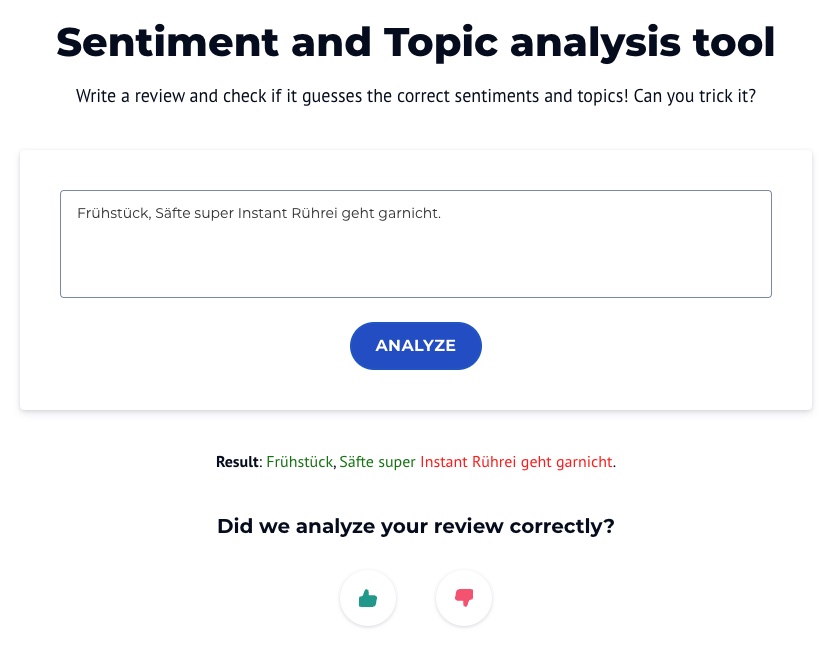 Sentiment and Topic analysis tool
Write a review and check if it guesses the correct sentiments and topics! Can you trick it?
Frühstück, Säfte super Instant Rührei geht garnicht.
ANALYZE
Result: Frühstück, Säfte super Instant Rührei geht garnicht.
Did we analyze your review correctly?